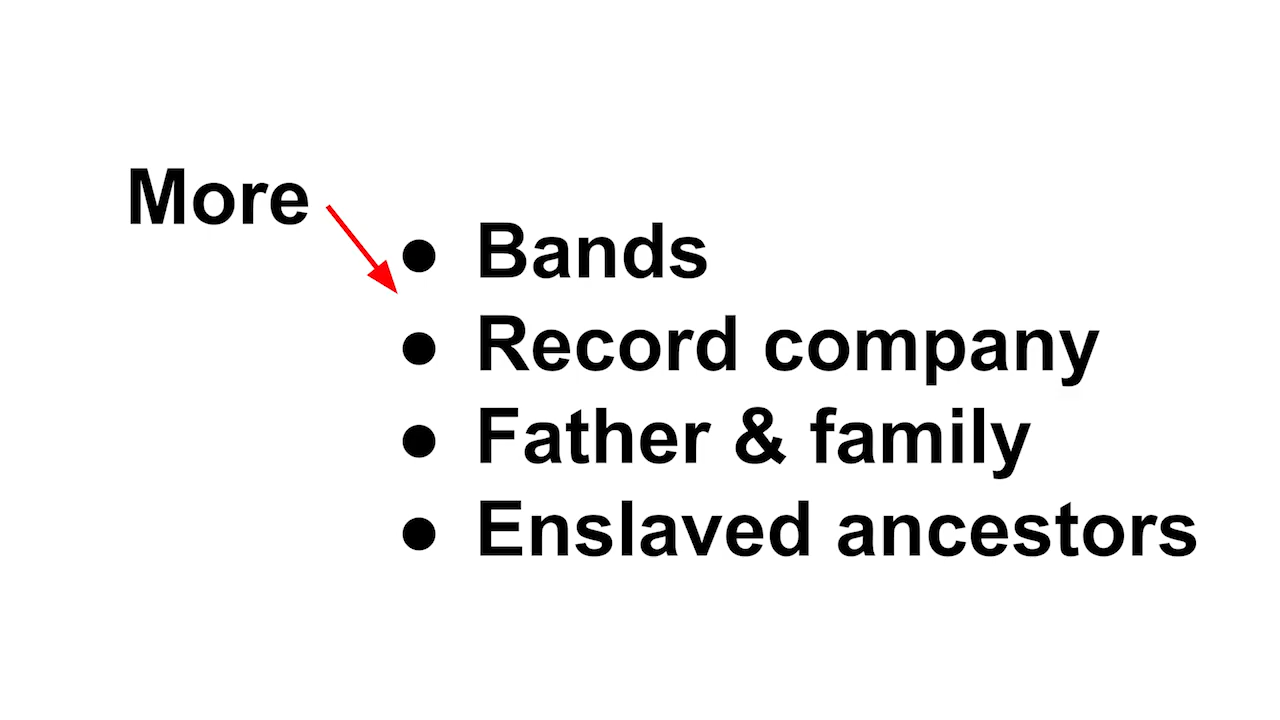 More
● Bands
● Record company
● Father & family
● Enslaved ancestors